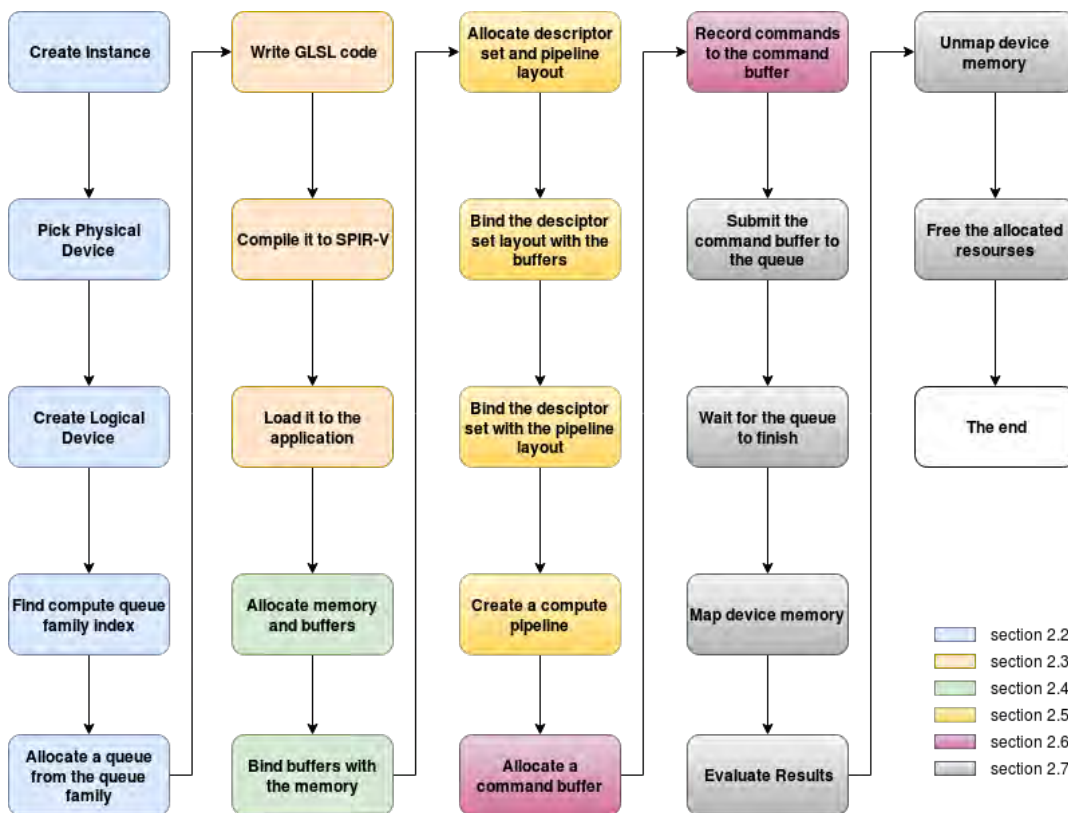 Create Instance
Pick Physical
Device
Create Logical
Device
Find compute queue
family index
Allocate a queue
from the queue
family
Write GLSL code
Compile it to SPIR-V
Load it to the
application
Allocate memory
and buffers
Bind buffers with
the memory
Allocate descriptor
set and pipeline
layout
Bind the desciptor
set layout with the
buffers
Bind the desciptor
set with the pipeline
layout
Create a compute
pipeline
Allocate a
command buffer
Record commands
to the command
buffer
Submit the
command buffer to
the queue
Wait for the queue
to finish
Map device memory
Evaluate Results
Unmap device
memory
Free the allocated
resourses
The end
section 2.2
section 2.3
section 2.4
section 2.5
section 2.6
section 2.7